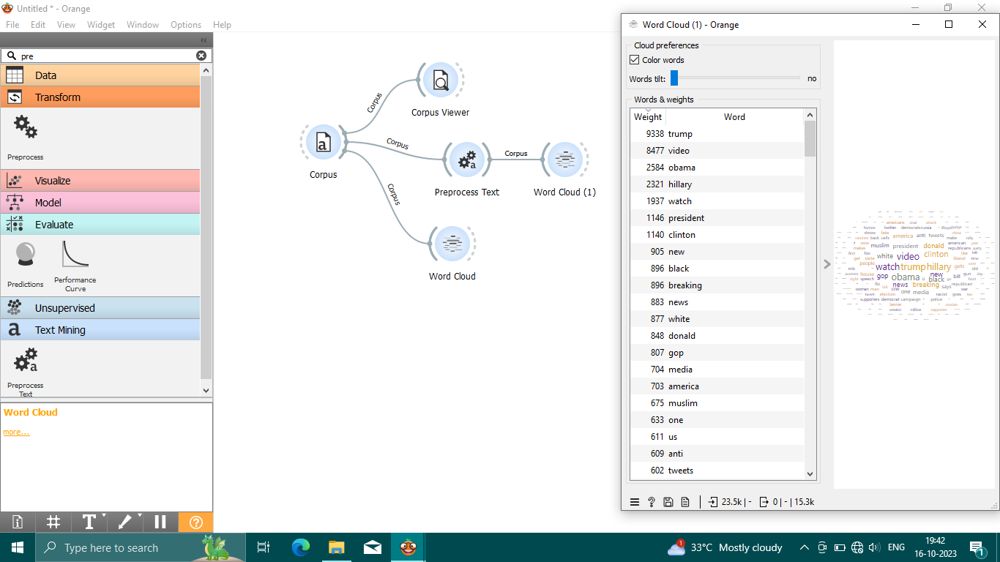 Untitled * - Orange
File Edit View Widget Window Options Help
pre
Data
Transform
Preprocess
Visualize
Model
Evaluate
Predictions
Performance Curve
Unsupervised
Text Mining
Preprocess Text
Word Cloud
more...
Corpus
Corpus Viewer
Corpus
Corpus
Corpus
Preprocess Text
Corpus
Word Cloud (1)
Corpus
Word Cloud
Word Cloud (1) - Orange
Cloud preferences
Color words
Words tilt: no
Words & weights
Weight Word
9338 trump
8477 video
2584 obama
2321 hillary
1937 watch
1146 president
1140 clinton
905 new
896 black
896 breaking
883 news
877 white
848 donald
807 gop
704 media
703 america
675 muslim
633 one
611 us
609 anti
602 tweets
america anti tweets
muslim president donald
white video clinton
watch trump hillary
gop obama new black
news breaking says
us cnn one media
23.5k | - 0 | - | 15.3k
Type here to search
1
33°C Mostly cloudy
ENG
19:42
16-10-2023
1